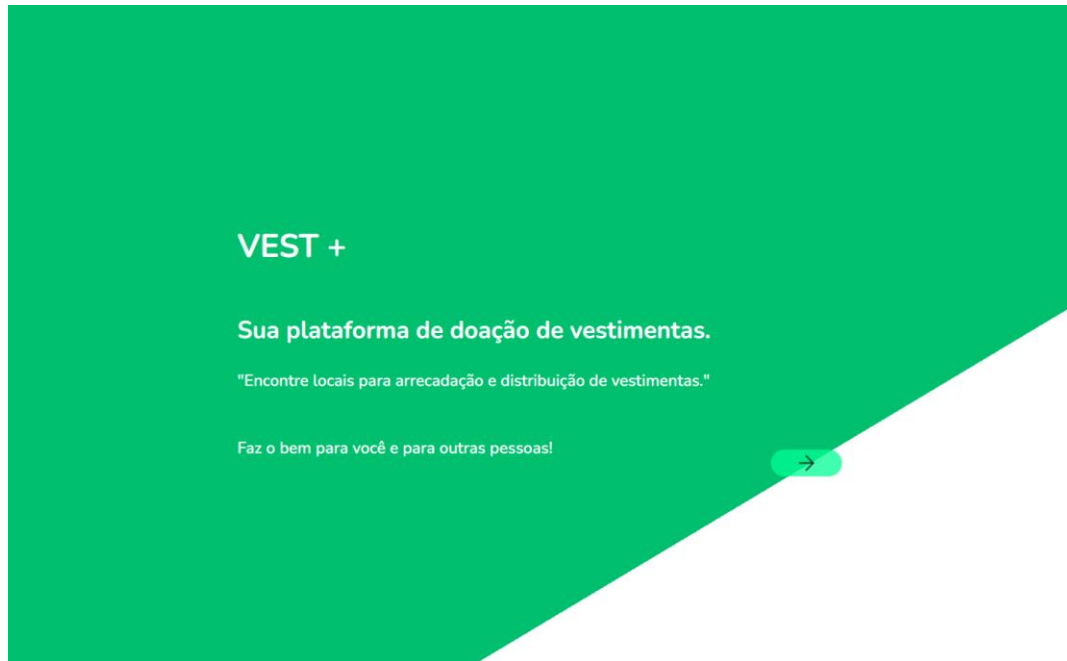 VEST +
Sua plataforma de doação de vestimentas.
"Encontre locais para arrecadação e distribuição de vestimentas."
Faz o bem para você e para outras pessoas!